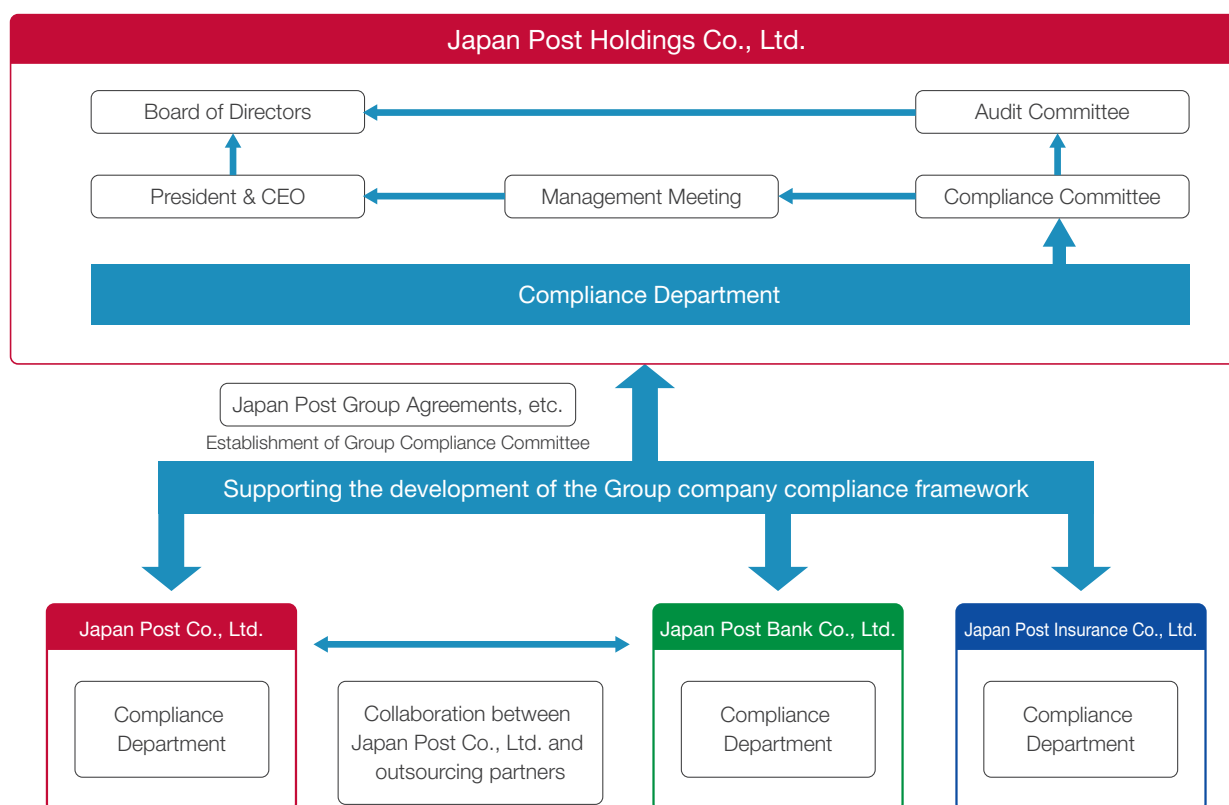 Japan Post Holdings Co., Ltd.
Board of Directors
Audit Committee
President & CEO
Management Meeting
Compliance Committee
Compliance Department
Japan Post Group Agreements, etc.
Establishment of Group Compliance Committee
Supporting the development of the Group company compliance framework
Japan Post Co., Ltd.
Japan Post Bank Co., Ltd.
Japan Post Insurance Co., Ltd.
Compliance
Department
Collaboration between
Japan Post Co., Ltd. and
outsourcing partners
Compliance
Department
Compliance
Department